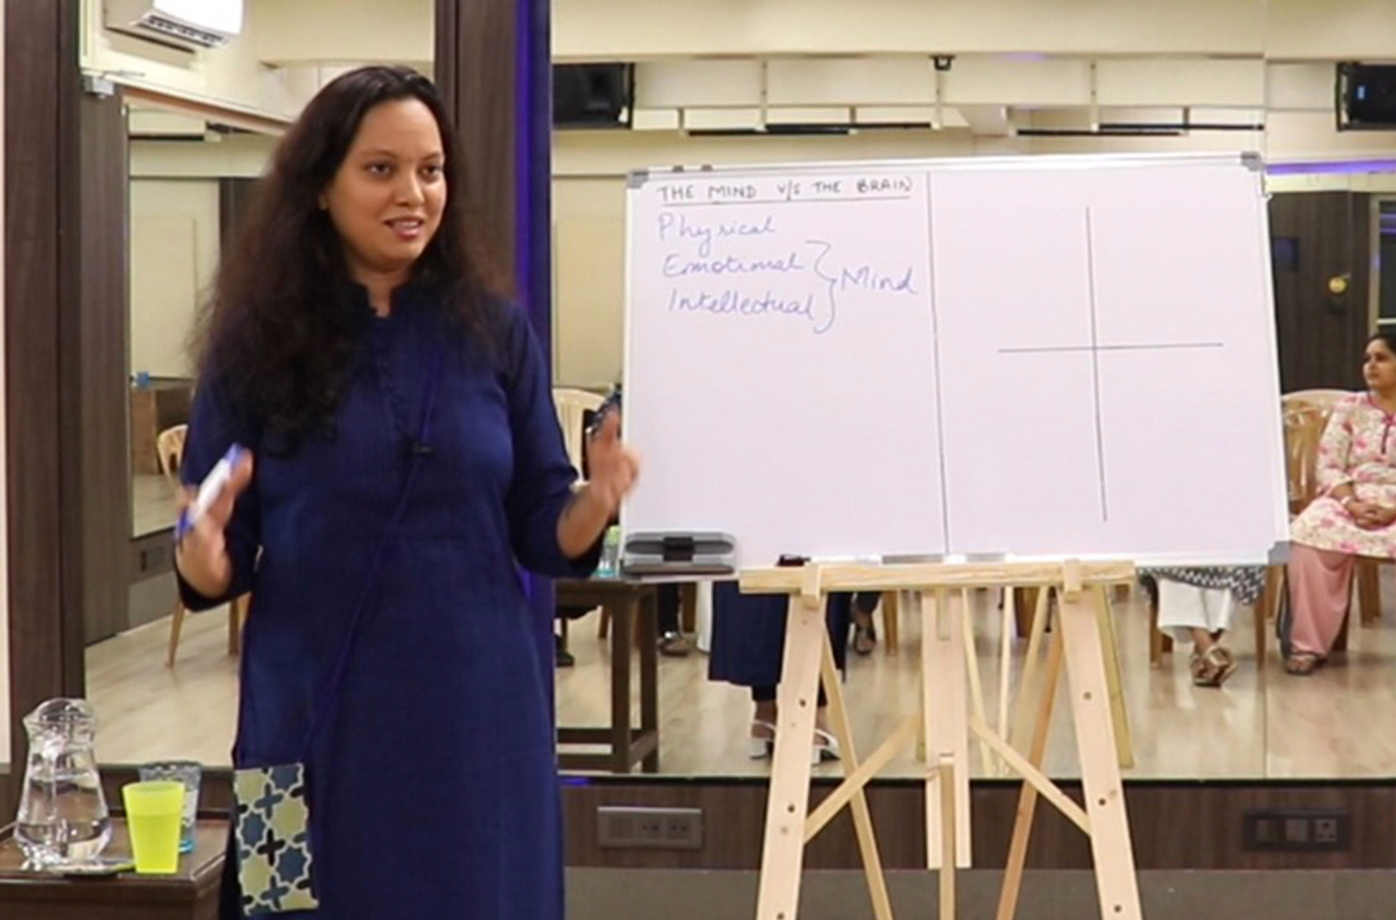 THE MIND V/S THE BRAIN
Physical
Emotional
Intellectual
Mind